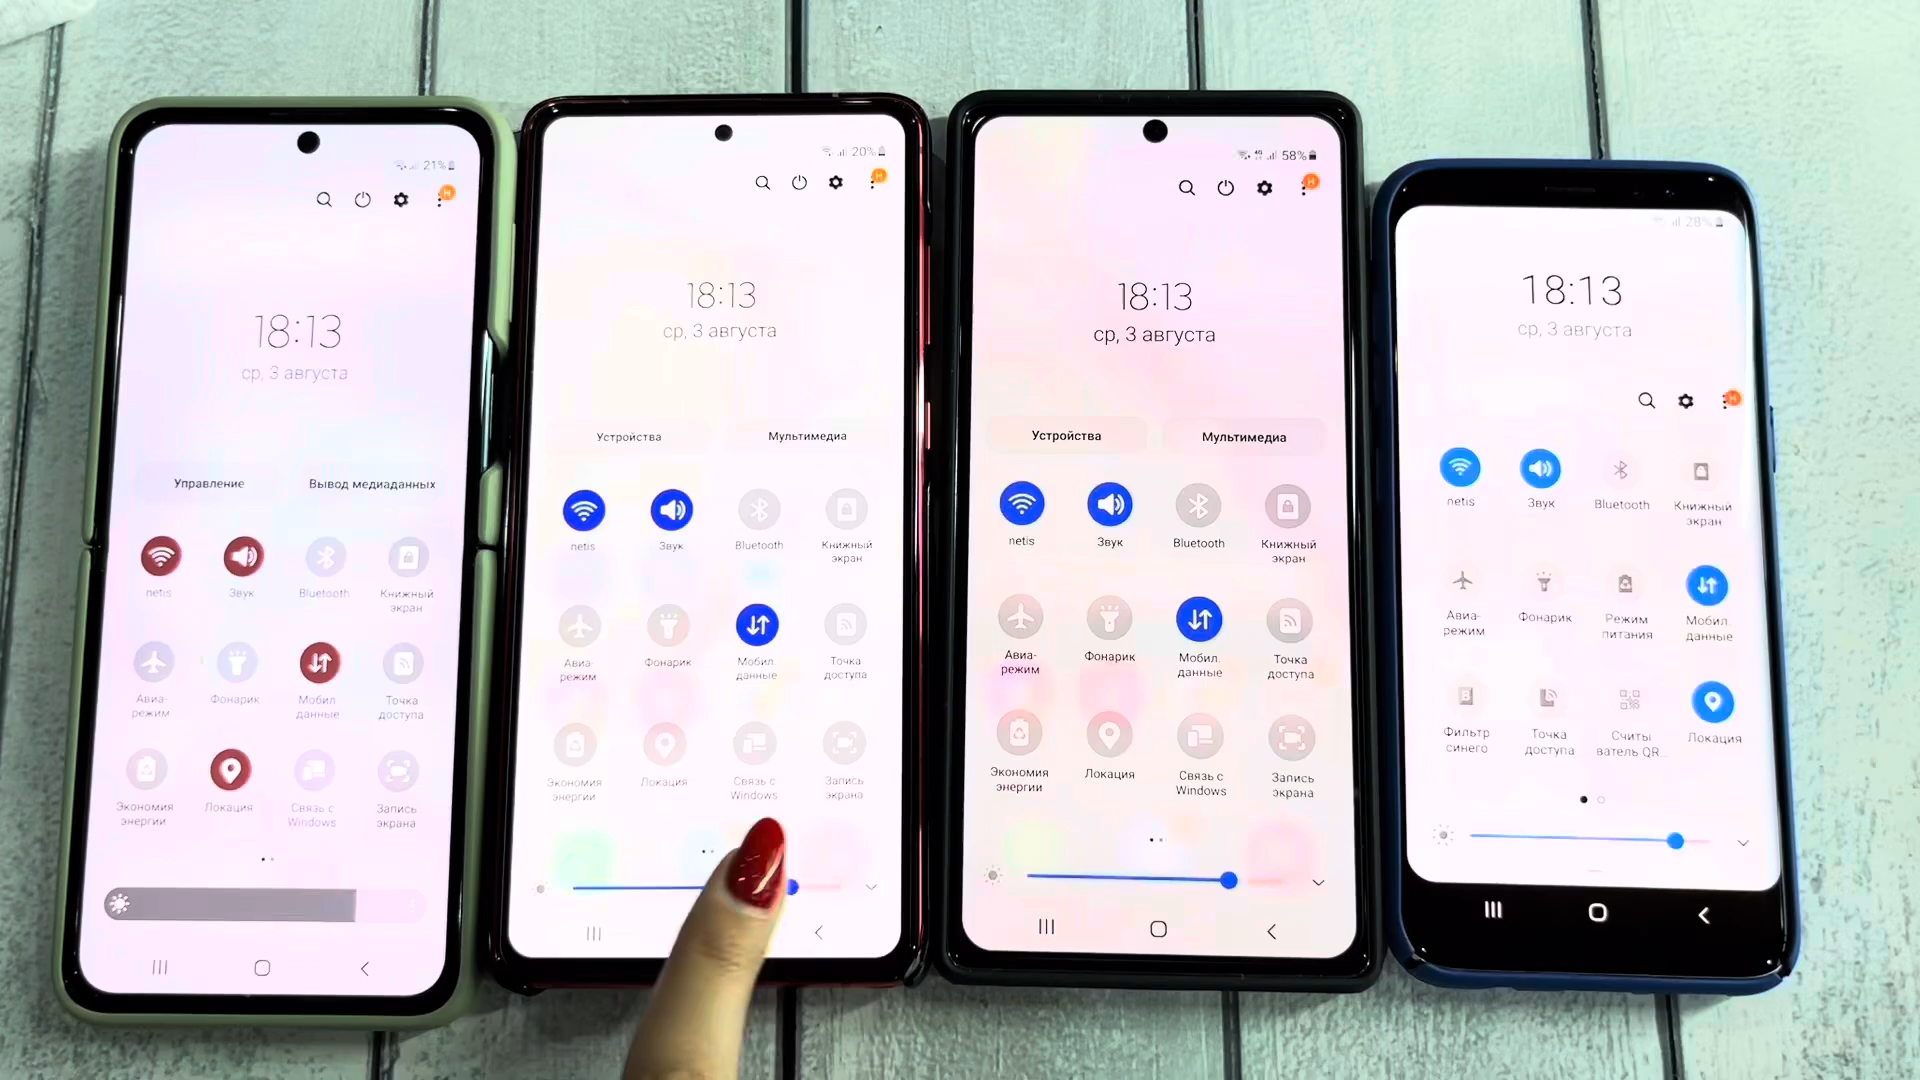 21%
18:13
ср, 3 августа
Управление
Вывод медиаданных
netis
Звук
Bluetooth
Книжный
экран
Авиа-
режим
Фонарик
Мобил.
данные
Точка
доступа
Экономия
энергии
Локация
Связь с
Windows
Запись
экрана
20%
H
18:13
ср, 3 августа
Устройства
Мультимедиа
netis
Звук
Bluetooth
Книжный
экран
Авиа-
режим
Фонарик
Мобил.
данные
Точка
доступа
Экономия
энергии
Локация
Связь с
Windows
Запись
экрана
4G 58%
H
18:13
ср, 3 августа
Устройства
Мультимедиа
netis
Звук
Bluetooth
Книжный
экран
Авиа-
режим
Фонарик
Мобил.
данные
Точка
доступа
Экономия
энергии
Локация
Связь с
Windows
Запись
экрана
28%
18:13
ср, 3 августа
H
netis
Звук
Bluetooth
Книжный
экран
Авиа-
режим
Фонарик
Режим
питания
Мобил.
данные
Фильтр
синего
Точка
доступа
Считы
ватель QR...
Локация